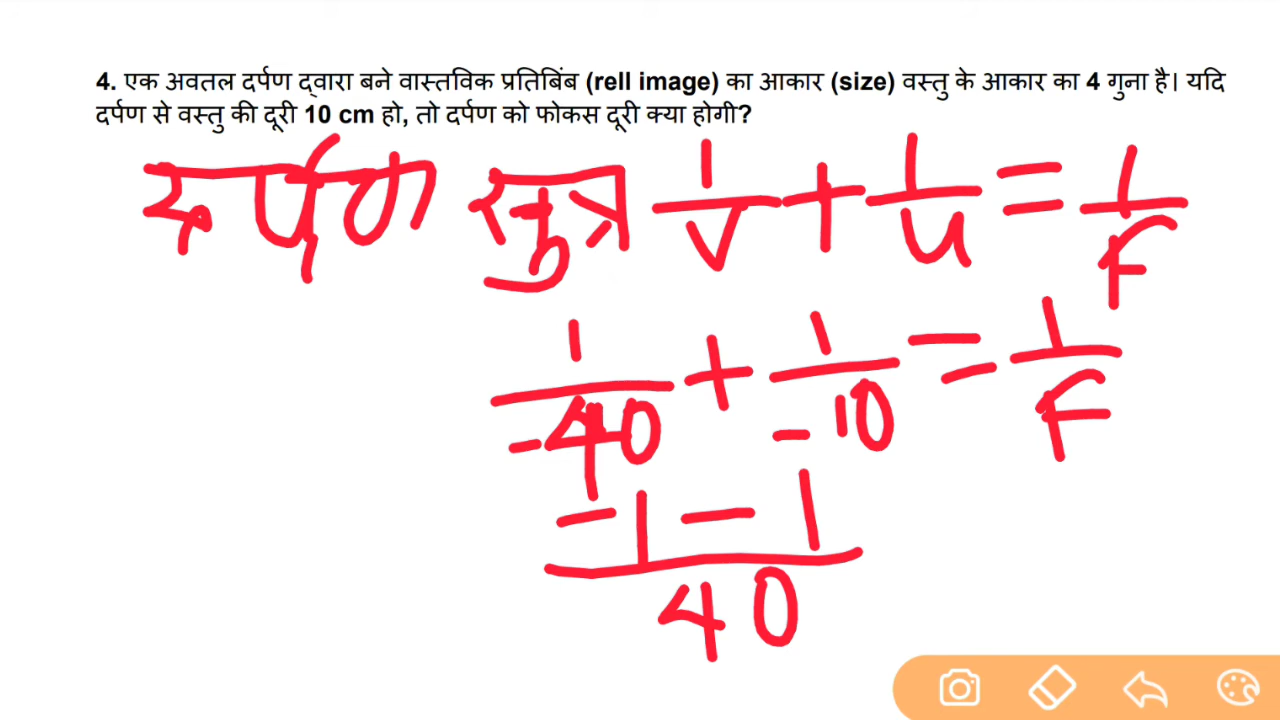 4. एक अवतल दर्पण द्वारा बने वास्तविक प्रतिबिंब (rell image) का आकार (size) वस्तु के आकार का 4 गुना है। यदि
दर्पण से वस्तु की दूरी 10 cm हो, तो दर्पण को फोकस दूरी क्या होगी?
दर्पण सुत्र 1/v + 1/u = 1/F
1/-40 + 1/-10 = 1/F
-1-1/40